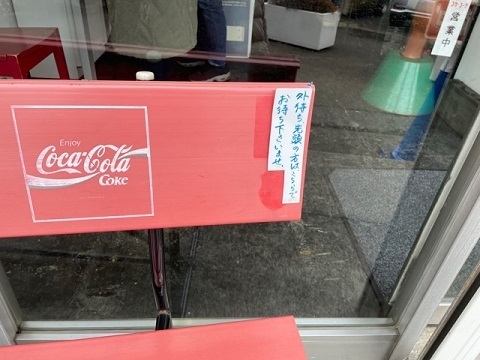 Enjoy
Coca-Cola
Coke
外待ち先頭の方はこちらで、
お待ち下さいませ。
営業中